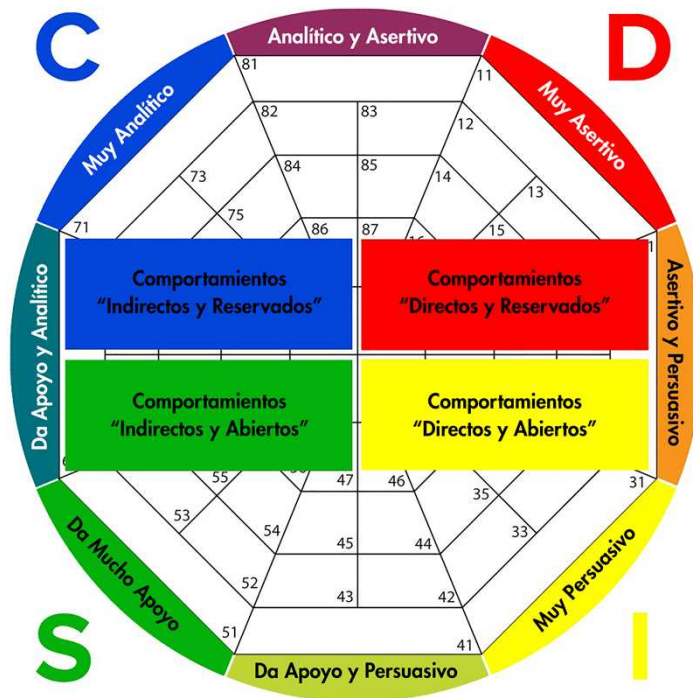 C
D
Analítico y Asertivo
Muy Analítico
Muy Asertivo
81
11
82
83
12
73
84
85
14
13
75
15
71
86
87
Comportamientos
“Indirectos y Reservados”
Comportamientos
“Directos y Reservados”
Da Apoyo y Analítico
Asertivo y Persuasivo
Comportamientos
“Indirectos y Abiertos”
Comportamientos
“Directos y Abiertos”
55
47
46
35
31
53
54
45
44
33
52
43
42
51
41
Da Mucho Apoyo
Muy Persuasivo
Da Apoyo y Persuasivo
S
I